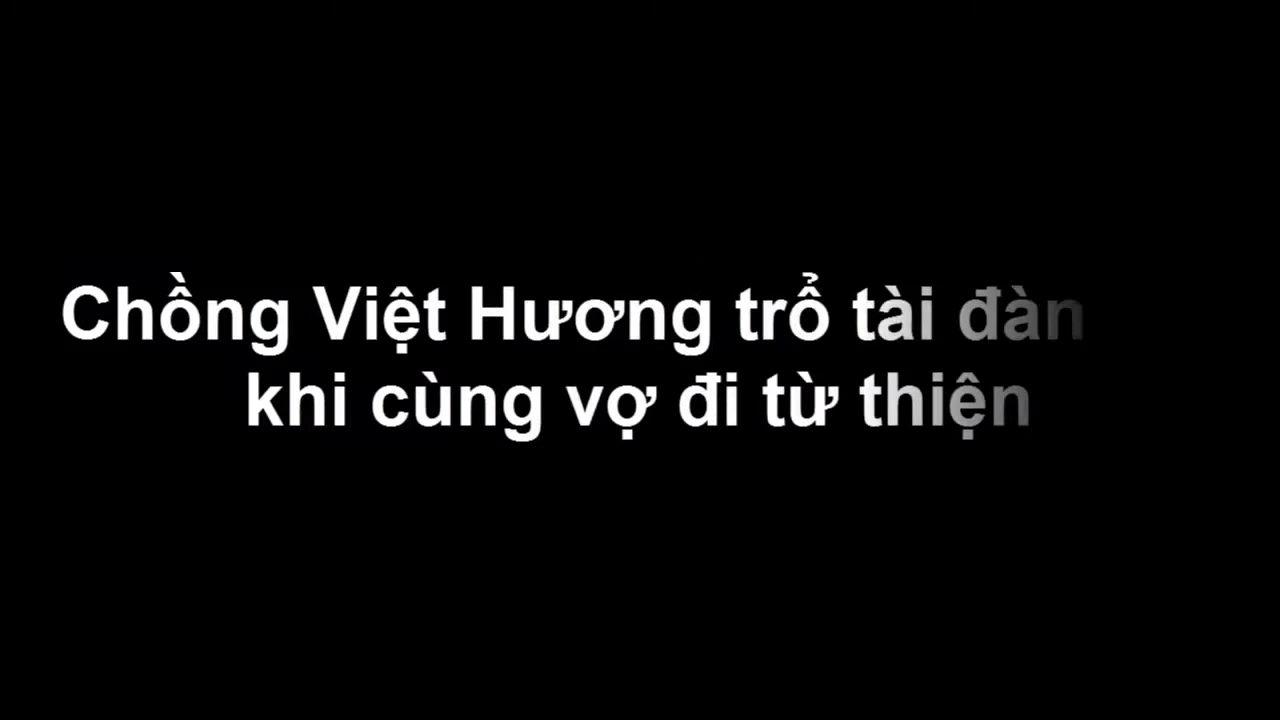 Chồng Việt Hương trổ tài đàn
khi cùng vợ đi từ thiện